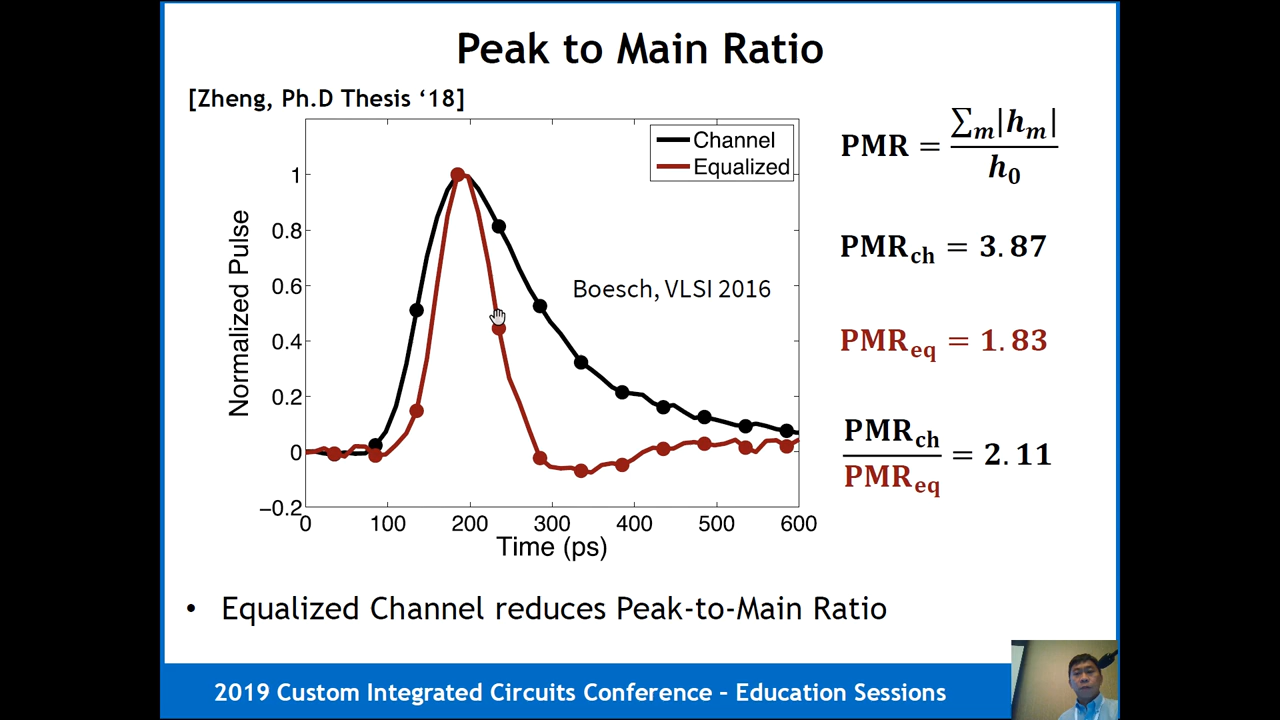 Peak to Main Ratio
[Zheng, Ph.D Thesis ‘18]
Channel
Equalized
Boesch, VLSI 2016
Normalized Pulse
1
0.8
0.6
0.4
0.2
0
−0.2
0 100 200 300 400 500 600
Time (ps)
PMR = ∑m|hm| / h0
PMRch = 3.87
PMReq = 1.83
PMRch / PMReq = 2.11
• Equalized Channel reduces Peak-to-Main Ratio
2019 Custom Integrated Circuits Conference – Education Sessions